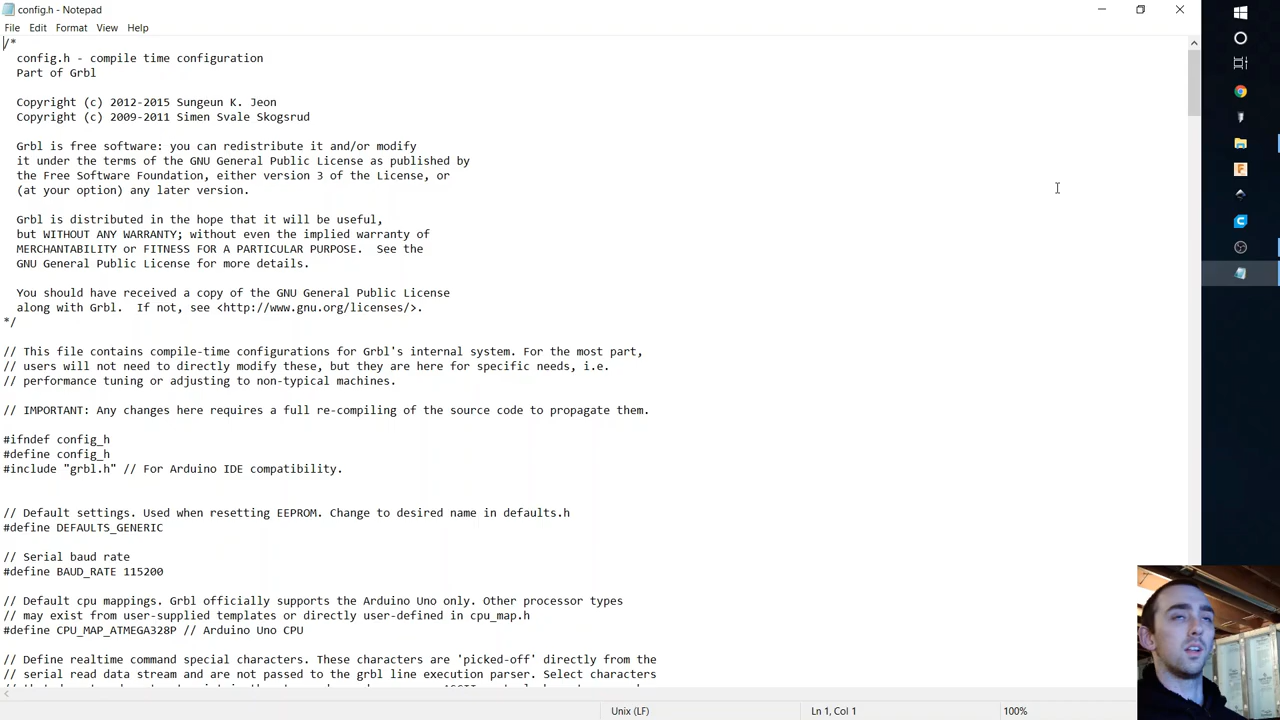 config.h - Notepad
File Edit Format View Help
/*
config.h - compile time configuration
Part of Grbl
Copyright (c) 2012-2015 Sungeun K. Jeon
Copyright (c) 2009-2011 Simen Svale Skogsrud
Grbl is free software: you can redistribute it and/or modify
it under the terms of the GNU General Public License as published by
the Free Software Foundation, either version 3 of the License, or
(at your option) any later version.
Grbl is distributed in the hope that it will be useful,
but WITHOUT ANY WARRANTY; without even the implied warranty of
MERCHANTABILITY or FITNESS FOR A PARTICULAR PURPOSE.  See the
GNU General Public License for more details.
You should have received a copy of the GNU General Public License
along with Grbl.  If not, see <http://www.gnu.org/licenses/>.
*/
// This file contains compile-time configurations for Grbl's internal system. For the most part,
// users will not need to directly modify these, but they are here for specific needs, i.e.
// performance tuning or adjusting to non-typical machines.
// IMPORTANT: Any changes here requires a full re-compiling of the source code to propagate them.
#ifndef config_h
#define config_h
#include "grbl.h" // For Arduino IDE compatibility.
// Default settings. Used when resetting EEPROM. Change to desired name in defaults.h
#define DEFAULTS_GENERIC
// Serial baud rate
#define BAUD_RATE 115200
// Default cpu mappings. Grbl officially supports the Arduino Uno only. Other processor types
// may exist from user-supplied templates or directly user-defined in cpu_map.h
#define CPU_MAP_ATMEGA328P // Arduino Uno CPU
// Define realtime command special characters. These characters are 'picked-off' directly from the
// serial read data stream and are not passed to the grbl line execution parser. Select characters
Unix (LF) Ln 1, Col 1 100%